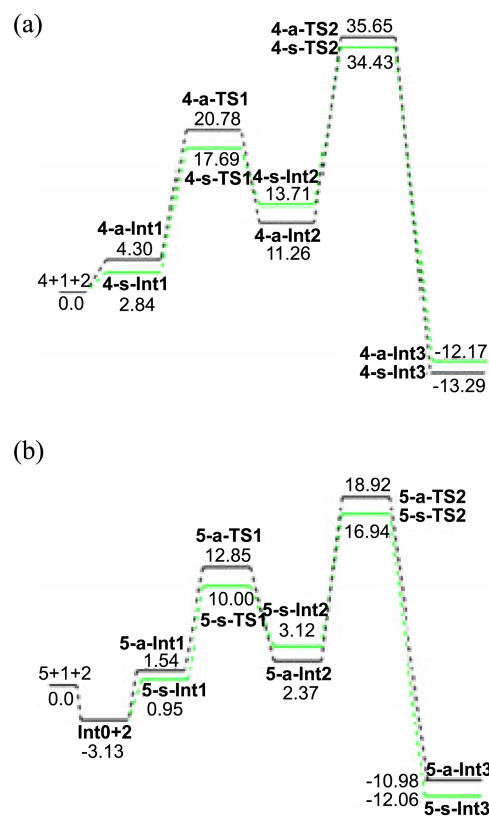 (a)
4-a-TS2 35.65
4-s-TS2 34.43
4-a-TS1
20.78
17.69
4-s-TS1
4-s-Int2
13.71
4-a-Int2
11.26
4-a-Int1
4.30
4+1+2
0.0
4-s-Int1
2.84
4-a-Int3 -12.17
4-s-Int3 -13.29
(b)
18.92
5-a-TS2
5-s-TS2
16.94
5-a-TS1
12.85
10.00
5-s-TS1
5-s-Int2
3.12
5-a-Int2
2.37
5-a-Int1
1.54
5+1+2
0.0
5-s-Int1
0.95
Int0+2
-3.13
-10.98 5-a-Int3
-12.06 5-s-Int3